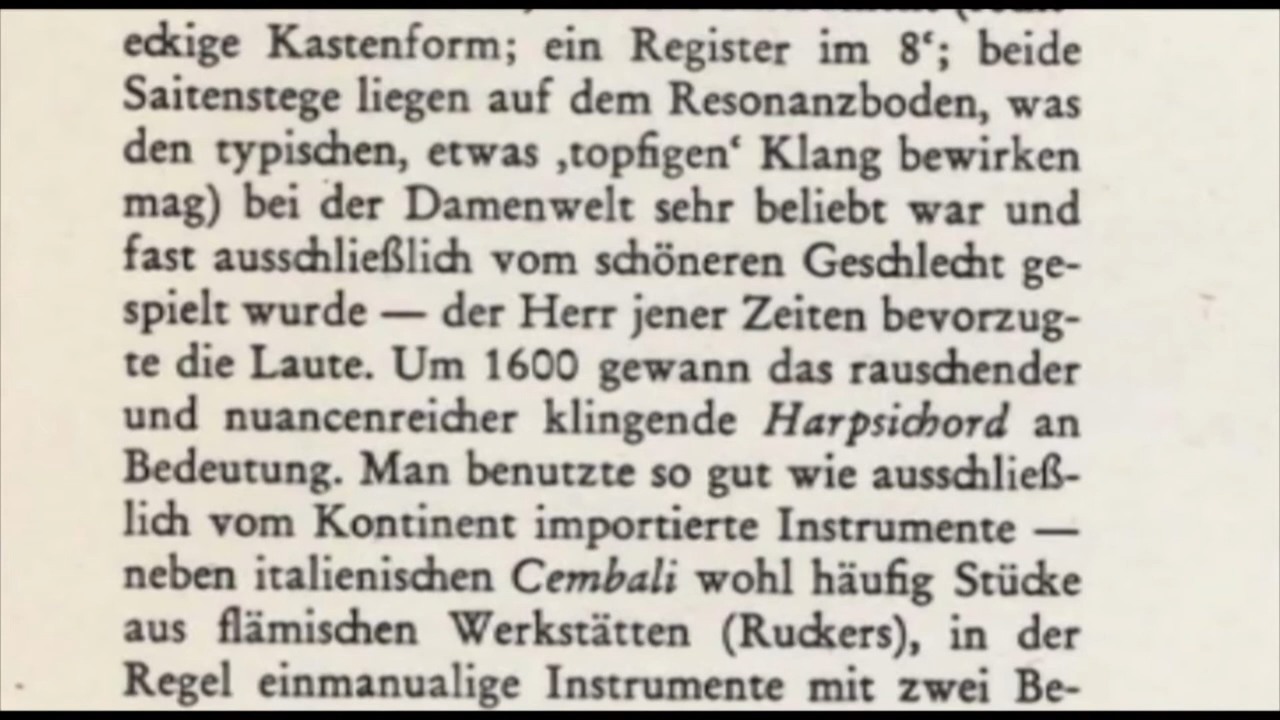 eckige Kastenform; ein Register im 8‘; beide
Saitenstege liegen auf dem Resonanzboden, was
den typischen, etwas ‚topfigen‘ Klang bewirken
mag) bei der Damenwelt sehr beliebt war und
fast ausschließlich vom schöneren Geschlecht ge-
spielt wurde — der Herr jener Zeiten bevorzug-
te die Laute. Um 1600 gewann das rauschender
und nuancenreicher klingende Harpsichord an
Bedeutung. Man benutzte so gut wie ausschließ-
lich vom Kontinent importierte Instrumente —
neben italienischen Cembali wohl häufig Stücke
aus flämischen Werkstätten (Ruckers), in der
Regel einmanualige Instrumente mit zwei Be-